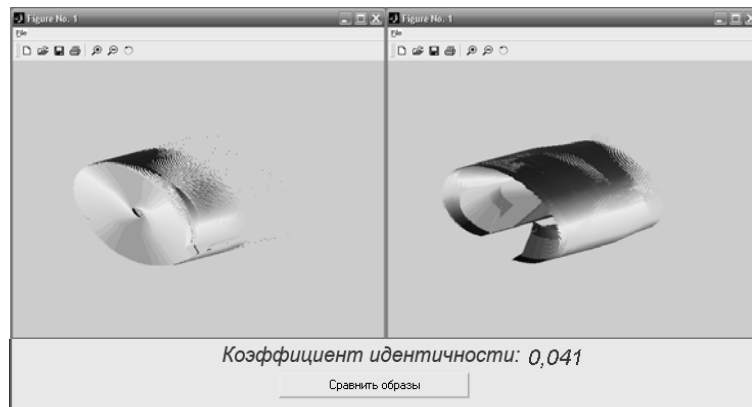 Figure No. 1
File
Figure No. 1
File
Коэффициент идентичности: 0,041
Сравнить образы